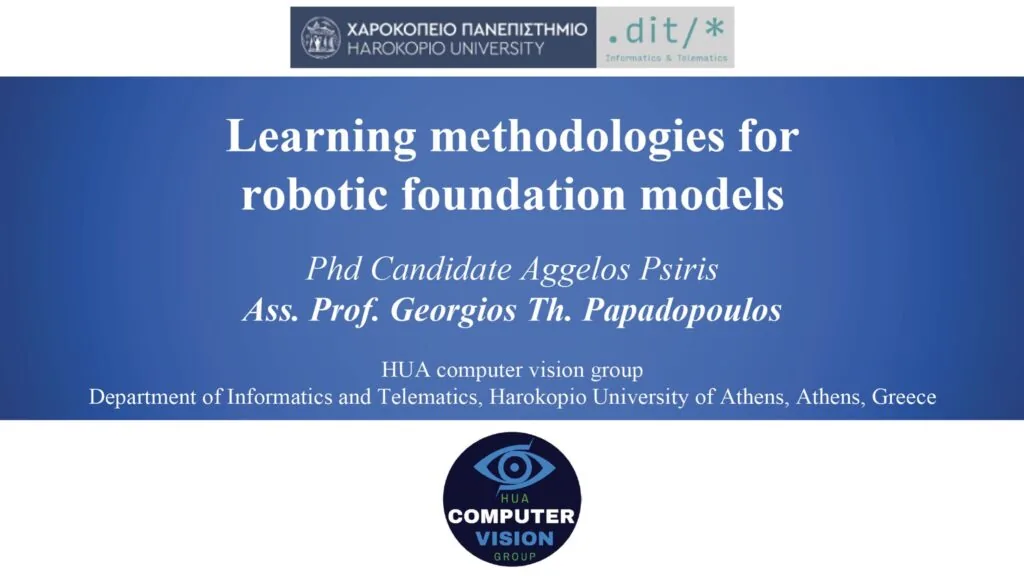 ΧΑΡΟΚΟΠΕΙΟ ΠΑΝΕΠΙΣΤΗΜΙΟ
HAROKOPIO UNIVERSITY
.dit/*
Informatics & Telematics
Learning methodologies for
robotic foundation models
Phd Candidate Aggelos Psiris
Ass. Prof. Georgios Th. Papadopoulos
HUA computer vision group
Department of Informatics and Telematics, Harokopio University of Athens, Athens, Greece
HUA
COMPUTER
VISION
GROUP